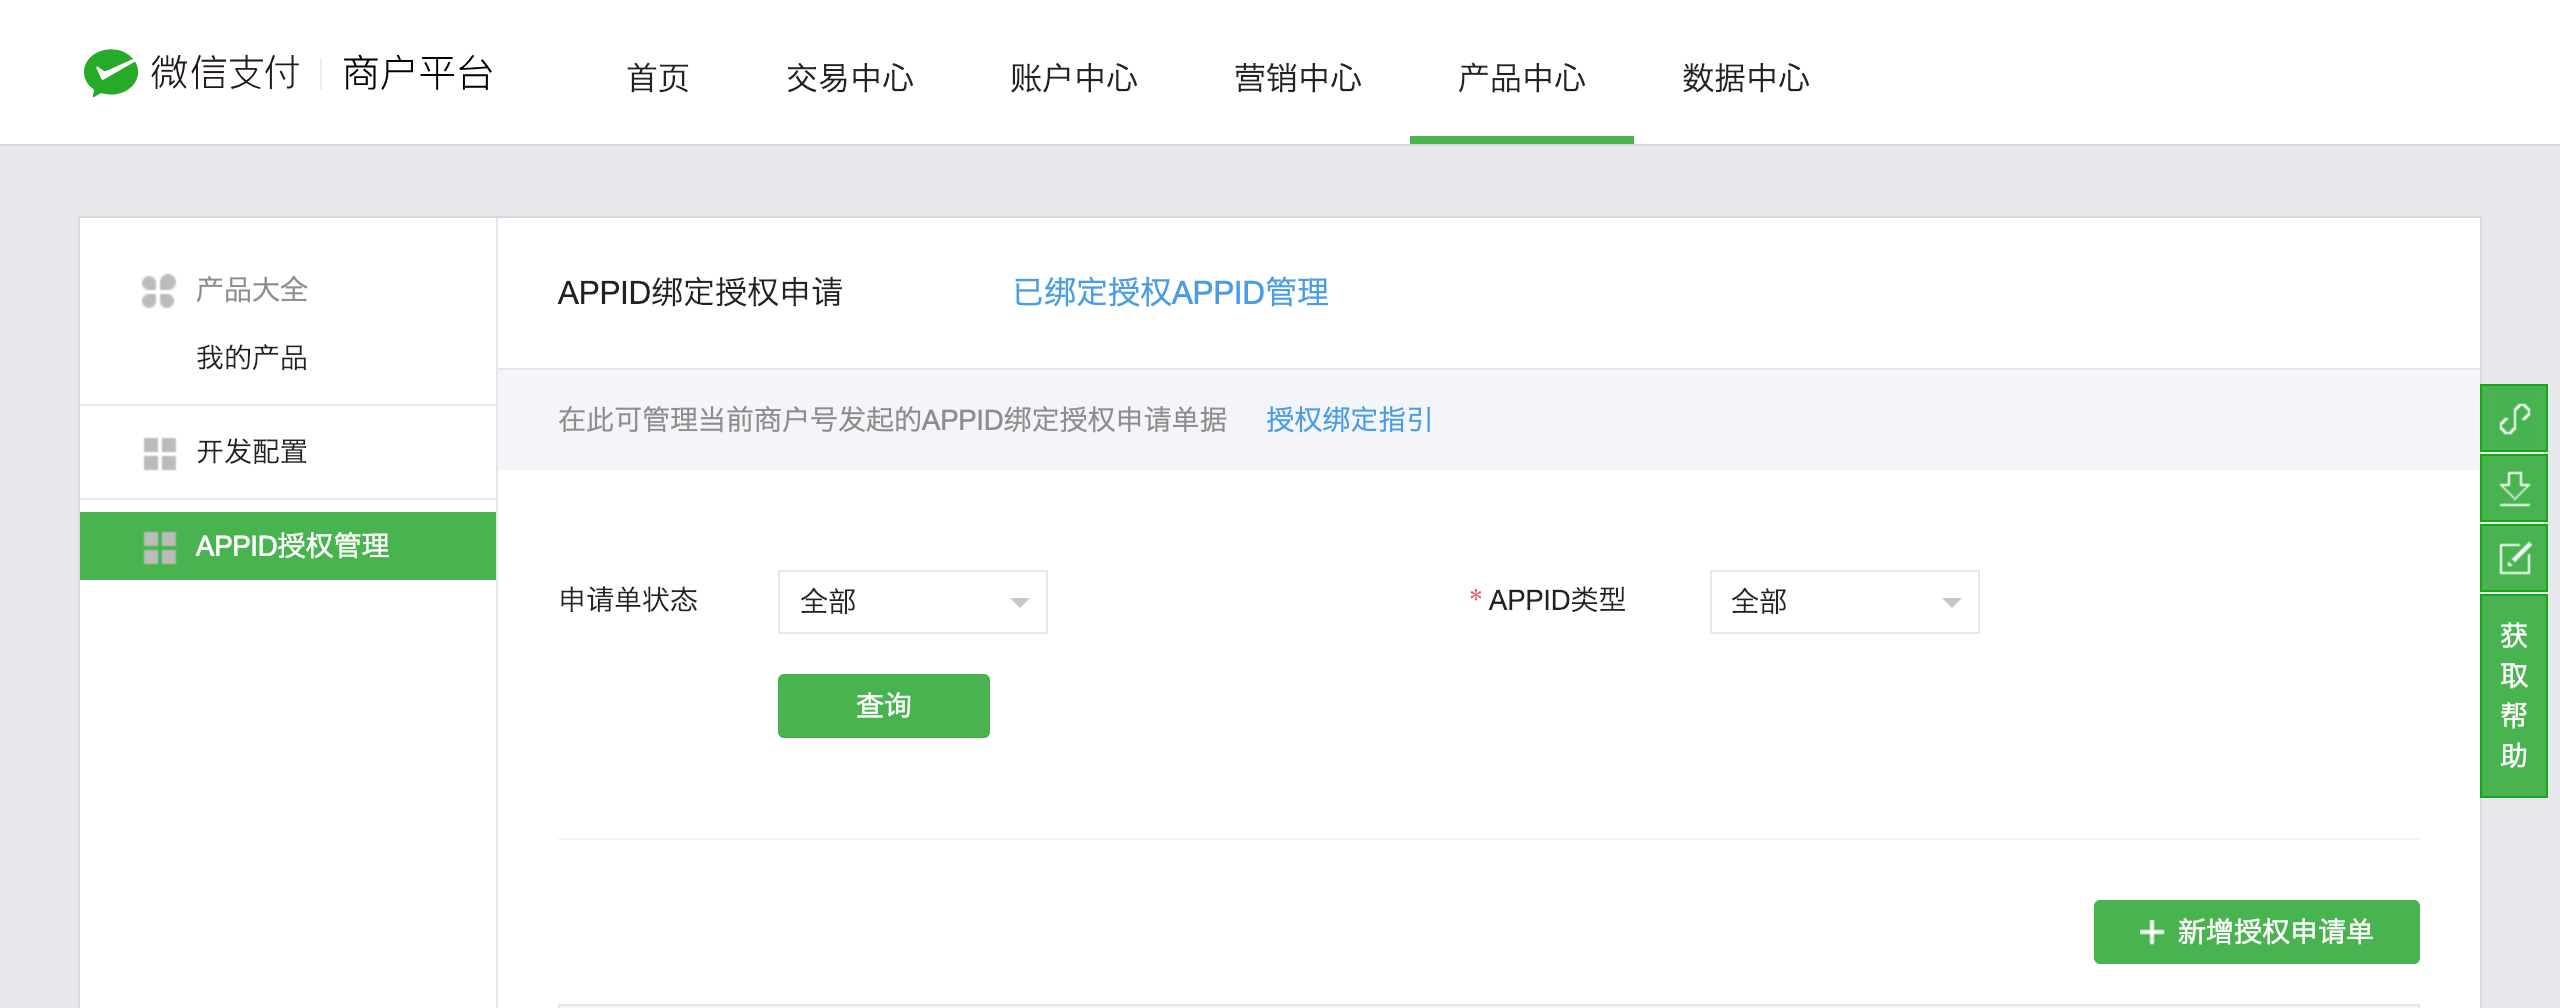 微信支付 商户平台 首页 交易中心 账户中心 营销中心 产品中心 数据中心
产品大全
我的产品
开发配置
APPID授权管理
APPID绑定授权申请 已绑定授权APPID管理
在此可管理当前商户号发起的APPID绑定授权申请单据 授权绑定指引
申请单状态 全部 * APPID类型 全部
查询
新增授权申请单
获
取
帮
助